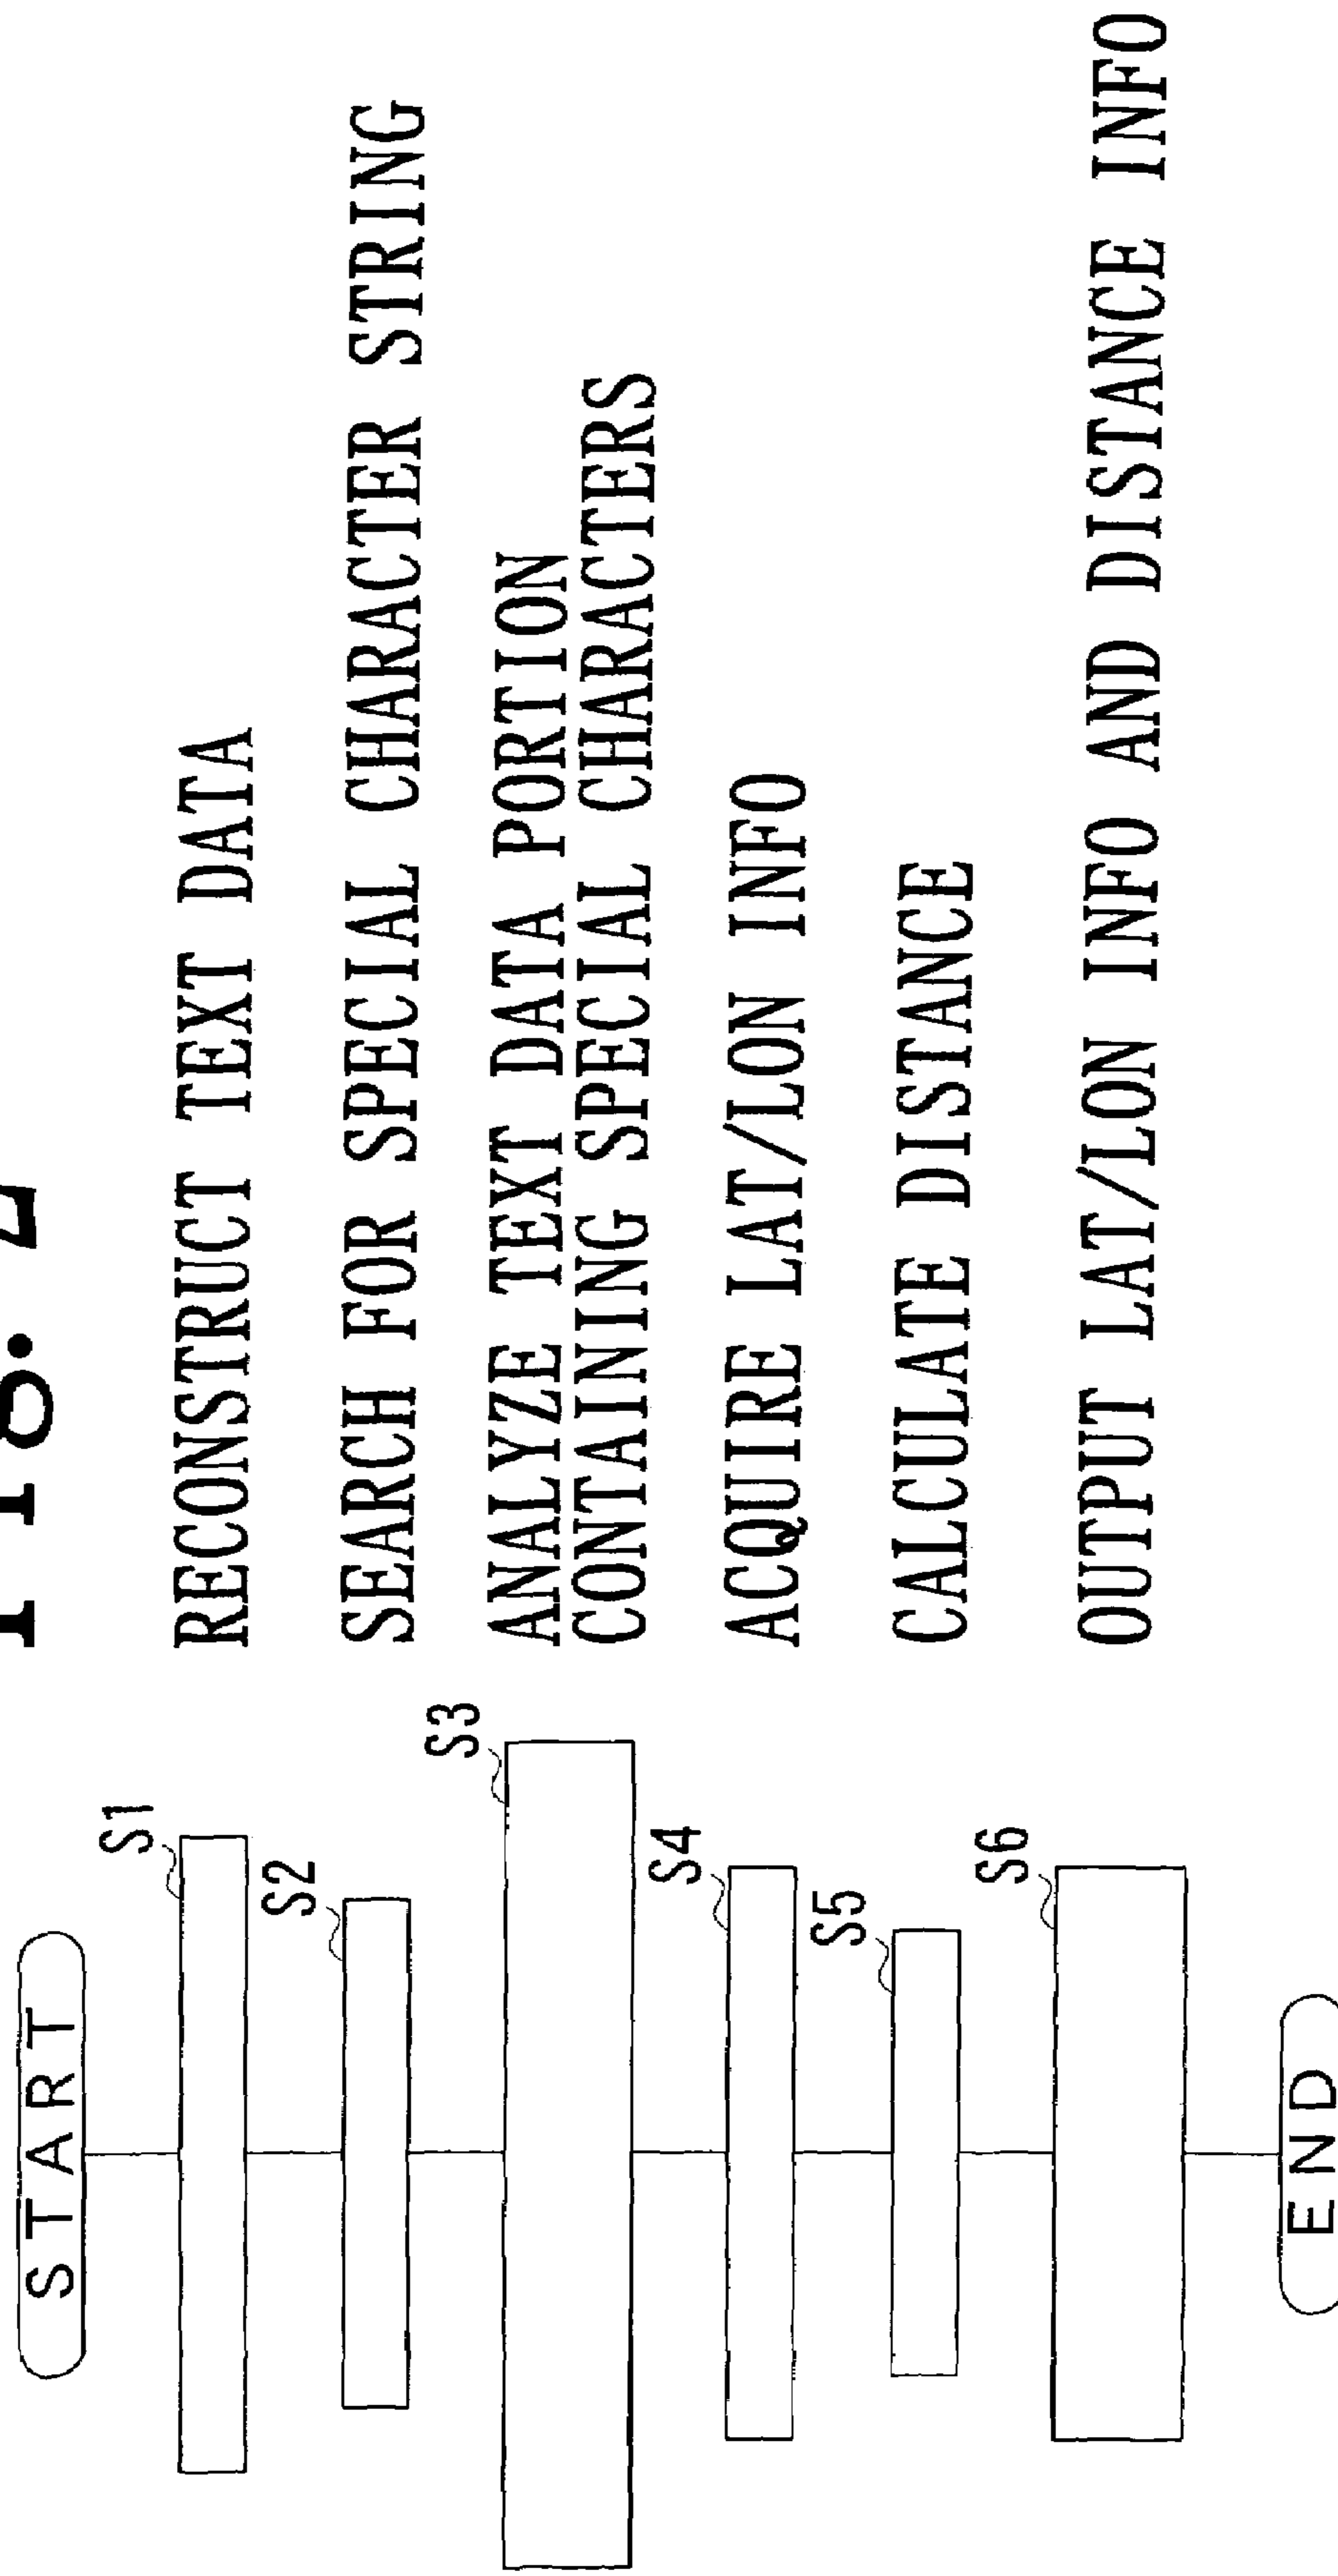 START
S1
RECONSTRUCT TEXT DATA
S2
SEARCH FOR SPECIAL CHARACTER STRING
S3
ANALYZE TEXT DATA PORTION
CONTAINING SPECIAL CHARACTERS
S4
ACQUIRE LAT/LON INFO
S5
CALCULATE DISTANCE
S6
OUTPUT LAT/LON INFO AND DISTANCE INFO
END